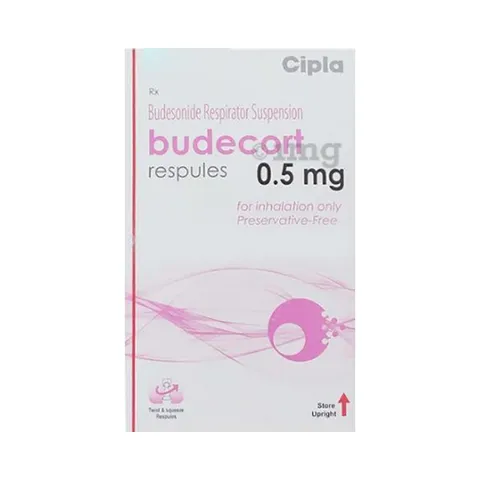 Cipla
Rx
Budesonide Respirator Suspension
budecort
1mg
respules
0.5 mg
for inhalation only
Preservative-Free
Twist & squeeze
Respules
Store
Upright